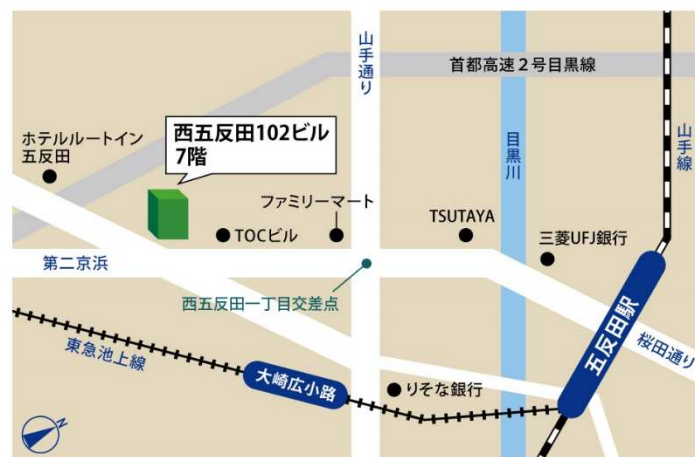 山手通り
首都高速2号目黒線
山手線
ホテルルートイン
五反田
西五反田102ビル
7階
目黒川
ファミリーマート
TSUTAYA
TOCビル
三菱UFJ銀行
第二京浜
西五反田一丁目交差点
五反田駅
桜田通り
東急池上線
大崎広小路
りそな銀行
N